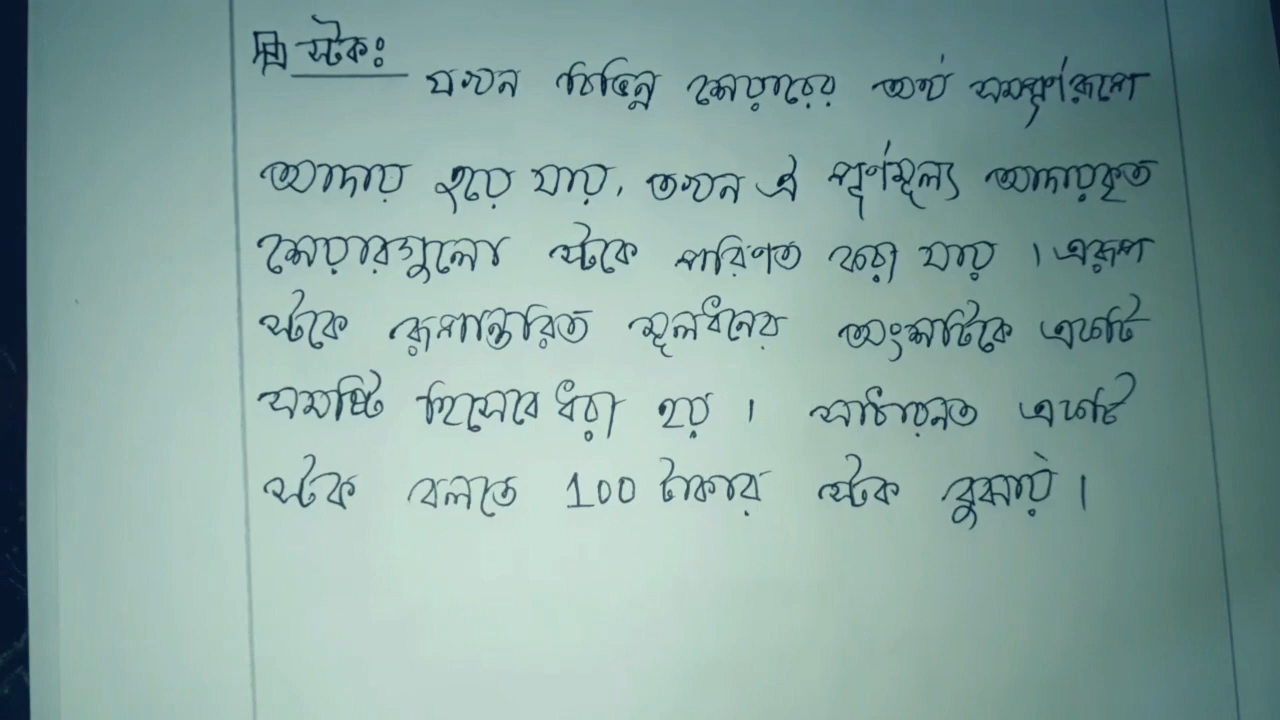 স্টক:
যখন বিভিন্ন শেয়ারের অর্থ সম্পূর্ণরূপে
আদায় হয়ে যায়, তখন ঐ পূর্ণমূল্য আদায়কৃত
শেয়ারগুলো স্টকে পরিণত করা যায় । এরূপ
স্টকে রূপান্তরিত মূলধনের অংশটিকে একটি
সমষ্টি হিসেবে ধরা হয় । সাধারনত একটি
স্টক বলতে 100 টাকার স্টক বুঝায় ।